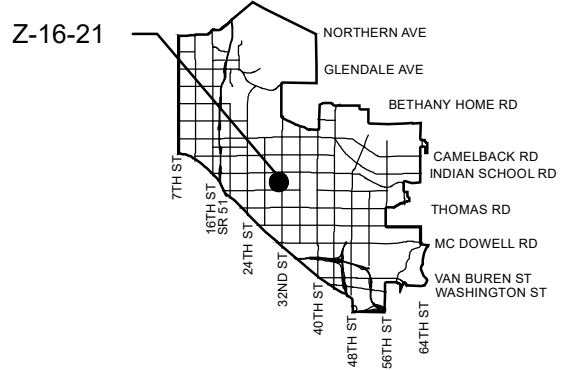 Z-16-21
NORTHERN AVE
GLENDALE AVE
BETHANY HOME RD
CAMELBACK RD
INDIAN SCHOOL RD
THOMAS RD
MC DOWELL RD
VAN BUREN ST
WASHINGTON ST
7TH ST
16TH ST
SR 51
24TH ST
32ND ST
40TH ST
48TH ST
56TH ST
64TH ST